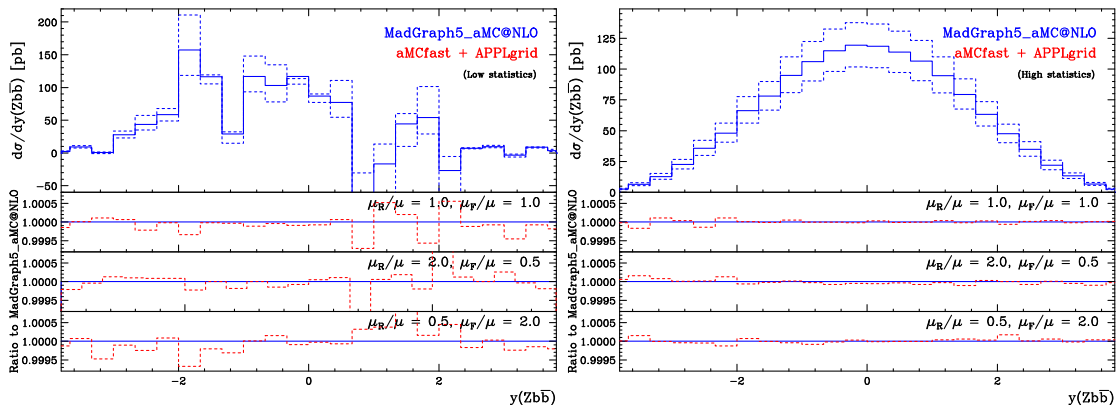 MadGraph5_aMC@NLO
aMCfast + APPLgrid
(Low statistics)
dσ/dy(Zbb̅) [pb]
200
150
100
50
0
−50
μR/μ = 1.0, μF/μ = 1.0
1.0005
1.0000
0.9995
μR/μ = 2.0, μF/μ = 0.5
1.0005
1.0000
0.9995
μR/μ = 0.5, μF/μ = 2.0
1.0005
1.0000
0.9995
Ratio to MadGraph5_aMC@NLO
−2
0
2
y(Zbb̅)
MadGraph5_aMC@NLO
aMCfast + APPLgrid
(High statistics)
dσ/dy(Zbb̅) [pb]
125
100
75
50
25
0
μR/μ = 1.0, μF/μ = 1.0
1.0005
1.0000
0.9995
μR/μ = 2.0, μF/μ = 0.5
1.0005
1.0000
0.9995
μR/μ = 0.5, μF/μ = 2.0
1.0005
1.0000
0.9995
Ratio to MadGraph5_aMC@NLO
−2
0
2
y(Zbb̅)